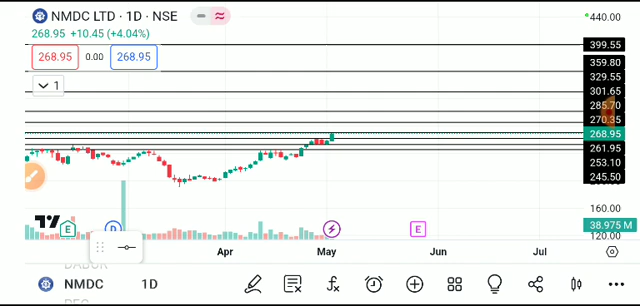 NMDC LTD · 1D · NSE
268.95 +10.45 (+4.04%)
268.95 0.00 268.95
1
440.00
399.55
359.80
329.55
301.65
285.70
270.35
268.95
261.95
253.10
245.50
160.00
38.975 M
120.00
E D E
Apr May Jun Jul
DABUR
NMDC 1D